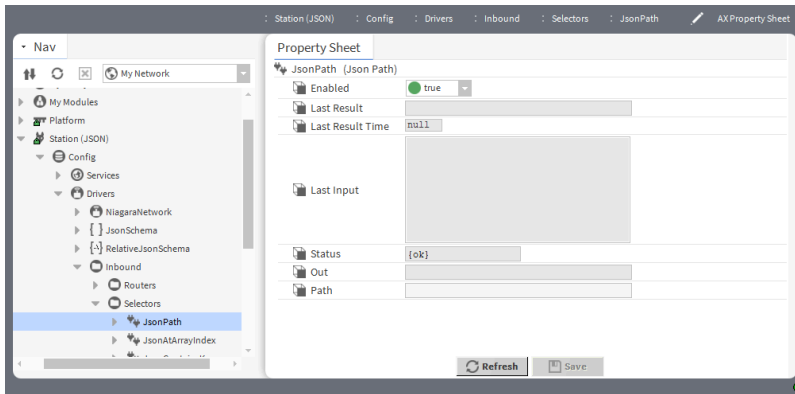 : Station (JSON) : Config : Drivers : Inbound : Selectors : JsonPath AX Property Sheet
Nav
My Network
My Modules
Platform
Station (JSON)
Config
Services
Drivers
NiagaraNetwork
{ } JsonSchema
RelativeJsonSchema
Inbound
Routers
Selectors
JsonPath
JsonAtArrayIndex
Property Sheet
JsonPath (Json Path)
Enabled true
Last Result
Last Result Time null
Last Input
Status {ok}
Out
Path
Refresh Save